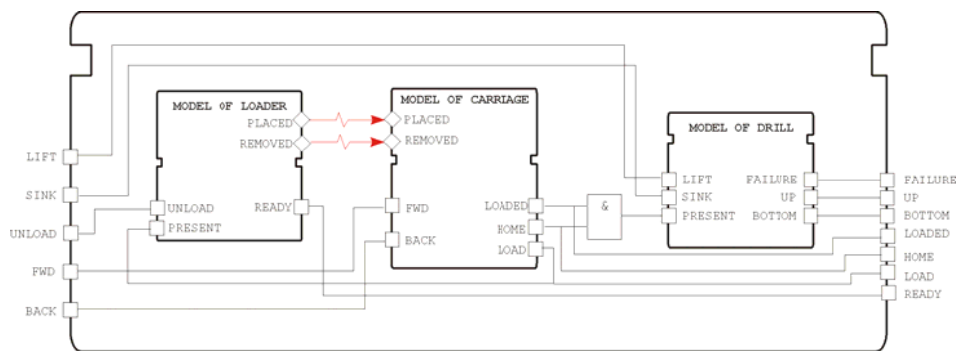 MODEL OF LOADER
PLACED
REMOVED
UNLOAD
READY
PRESENT
MODEL OF CARRIAGE
PLACED
REMOVED
FWD
LOADED
HOME
BACK
LOAD
&
MODEL OF DRILL
LIFT
FAILURE
SINK
UP
PRESENT
BOTTOM
LIFT
SINK
UNLOAD
FWD
BACK
FAILURE
UP
BOTTOM
LOADED
HOME
LOAD
READY